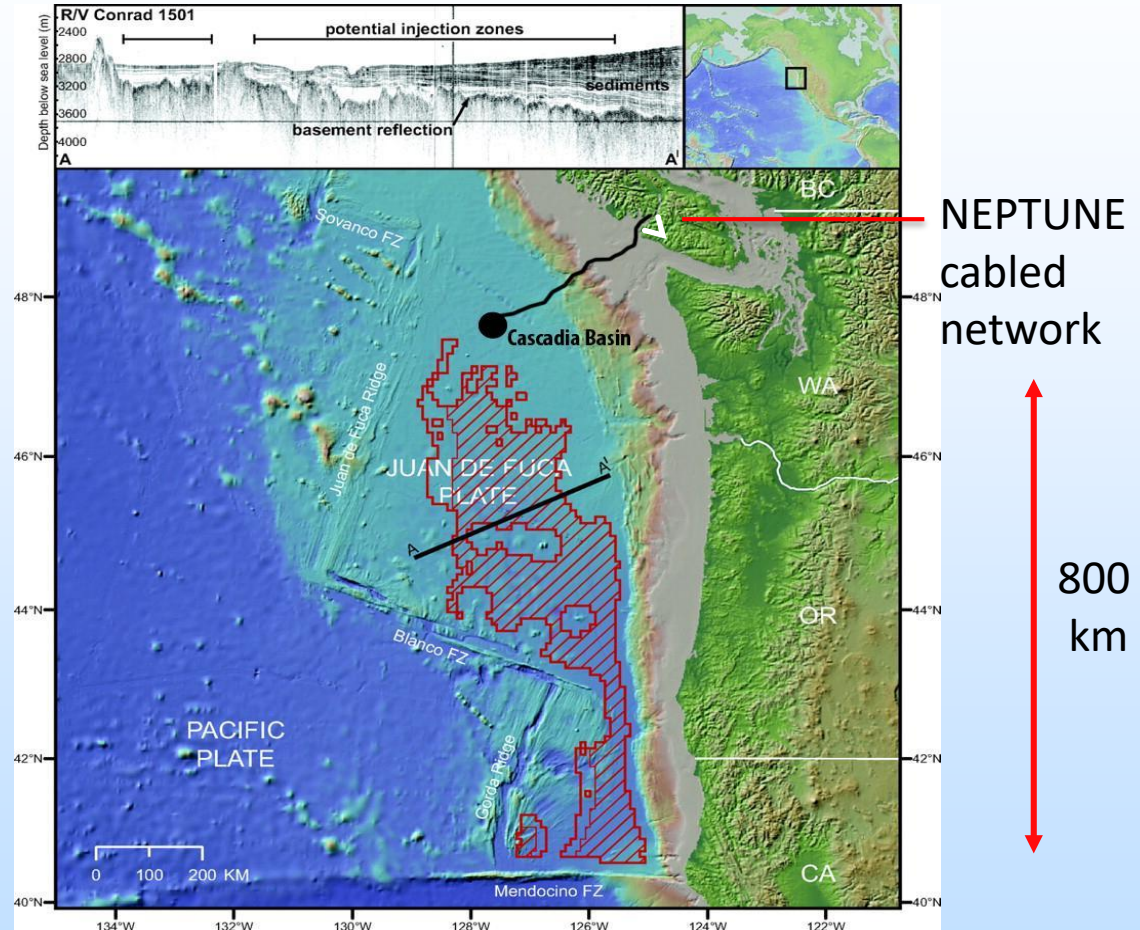 R/V Conrad 1501
2400
2800
3200
3600
4000
Depth below sea level (m)
potential injection zones
sediments
basement reflection
A
A'
BC
Sovanco FZ
NEPTUNE
cabled
network
48°N
48°N
Cascadia Basin
WA
Juan de Fuca Ridge
46°N
46°N
JUAN DE FUCA
PLATE
A'
A
800
km
44°N
44°N
OR
Blanco FZ
PACIFIC
PLATE
42°N
42°N
Gorda Ridge
0 100 200 KM
CA
Mendocino FZ
40°N
40°N
134°W 132°W 130°W 128°W 126°W 124°W 122°W